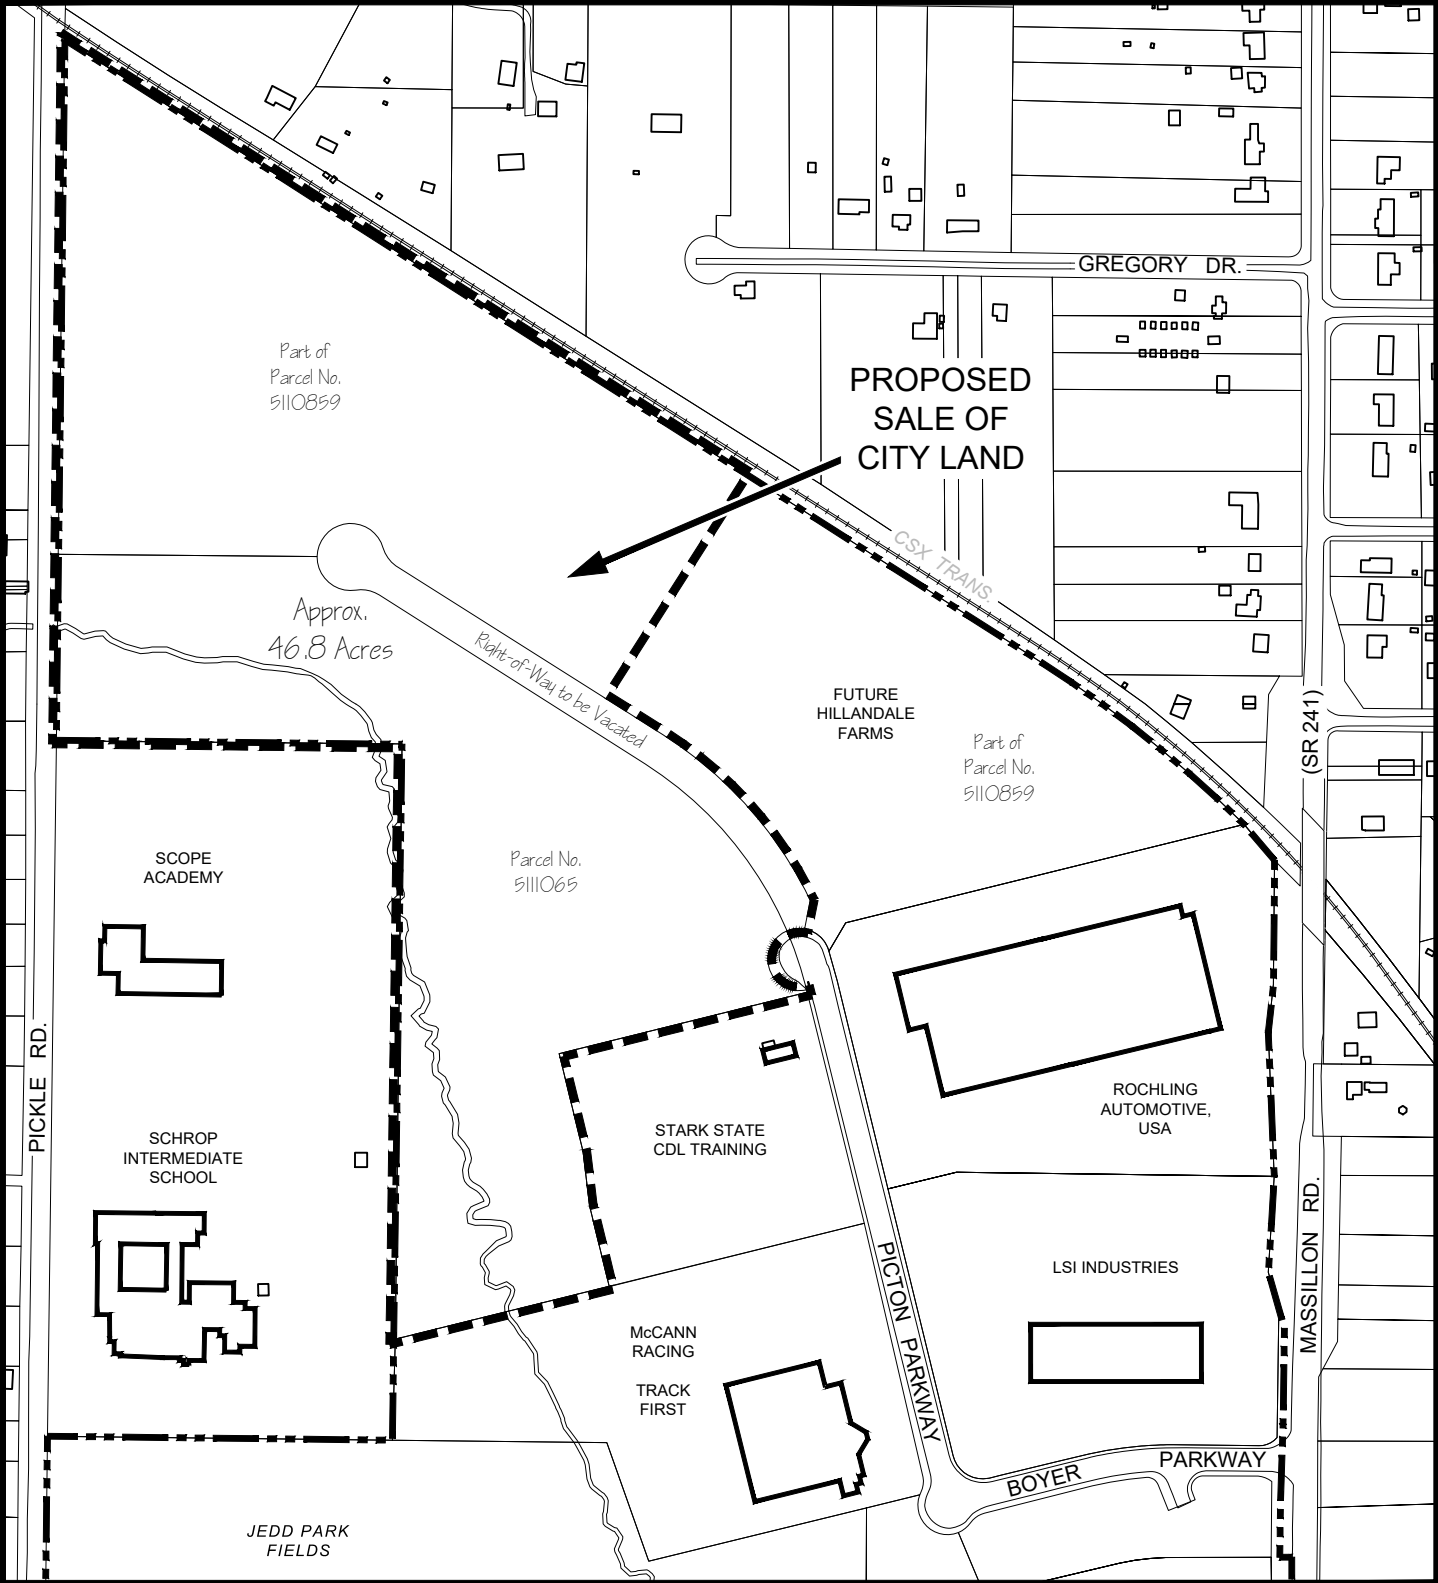 GREGORY DR.
Part of
Parcel No.
5110859
PROPOSED
SALE OF
CITY LAND
CSX TRANS.
Approx.
46.8 Acres
Right-of-Way to be Vacated
FUTURE
HILLANDALE
FARMS
Part of
Parcel No.
5110859
(SR 241)
SCOPE
ACADEMY
Parcel No.
5111065
PICKLE RD.
ROCHLING
AUTOMOTIVE,
USA
STARK STATE
CDL TRAINING
SCHROP
INTERMEDIATE
SCHOOL
MASSILLON RD.
PICTON PARKWAY
LSI INDUSTRIES
McCANN
RACING
TRACK
FIRST
BOYER PARKWAY
JEDD PARK
FIELDS